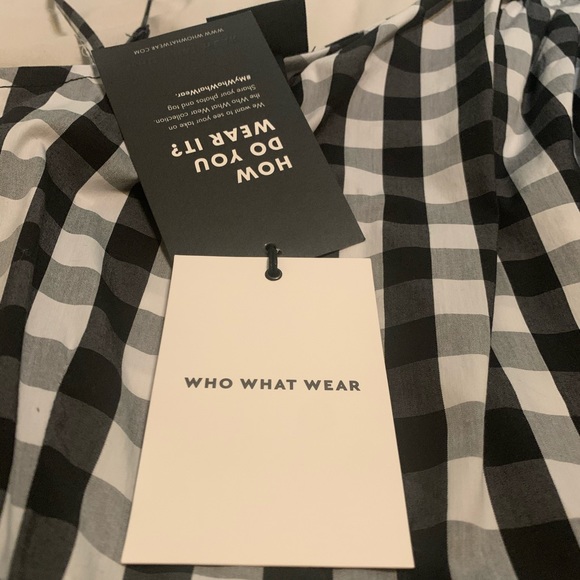 HOW
DO YOU
WEAR IT?
We want to see your take on
the Who What Wear collection.
Share your photos and tag
#MyWhoWhatWear.
WWW.WHOWHATWEAR.COM
WHO WHAT WEAR